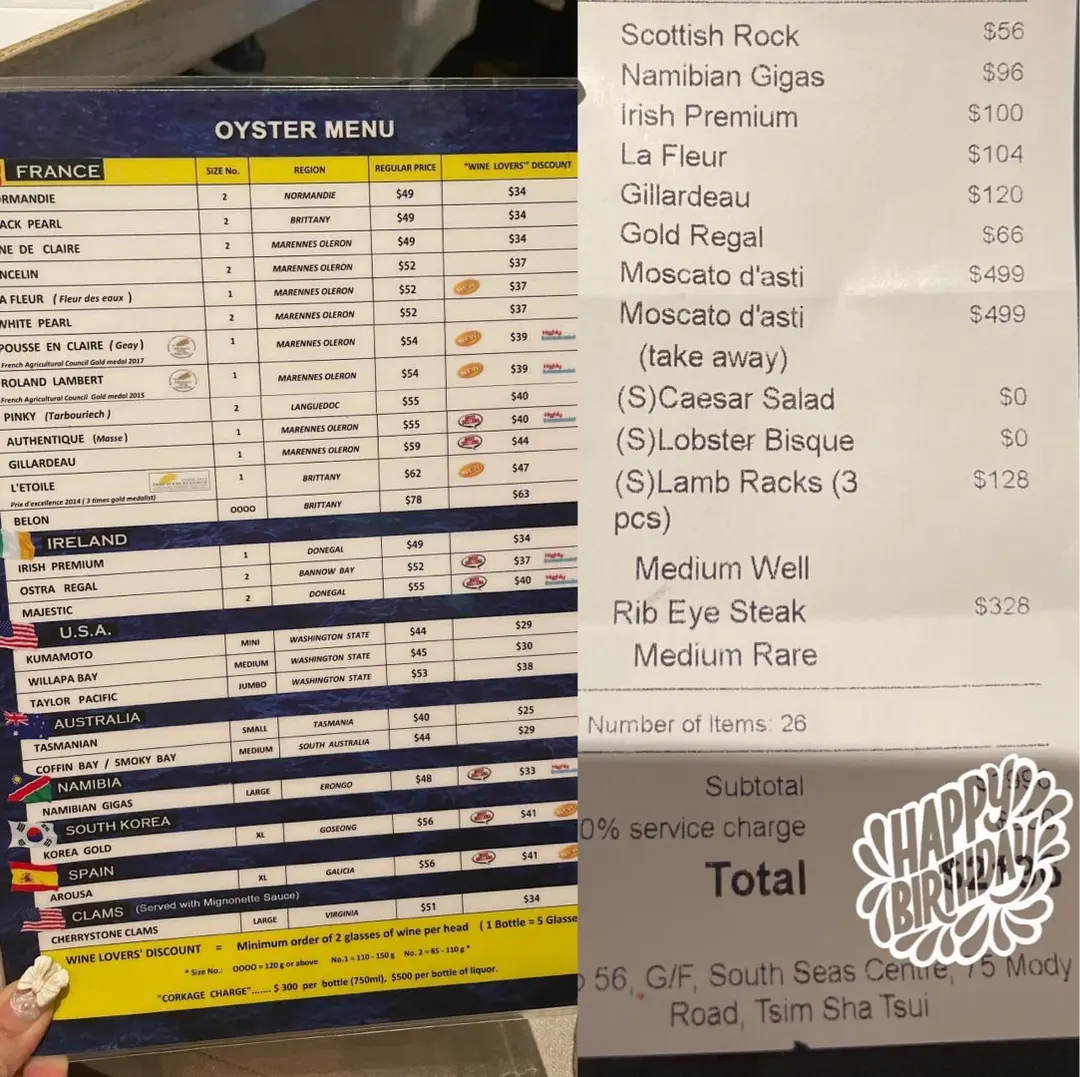 OYSTER MENU
FRANCE SIZE No. REGION REGULAR PRICE "WINE LOVERS'" DISCOUNT
RMANDIE 2 NORMANDIE $49 $34
ACK PEARL 2 BRITTANY $49 $34
NE DE CLAIRE 2 MARENNES OLERON $49 $34
NCELIN 2 MARENNES OLERON $52 $37
A FLEUR (Fleur des eaux) 1 MARENNES OLERON $52 $37
WHITE PEARL 2 MARENNES OLERON $52 $37
POUSSE EN CLAIRE (Geay) 1 MARENNES OLERON $54 $39
French Agricultural Council Gold medal 2017
ROLAND LAMBERT 1 MARENNES OLERON $54 $39
French Agricultural Council Gold medal 2015
PINKY (Tarbouriech) 2 LANGUEDOC $55 $40
AUTHENTIQUE (Masse) 1 MARENNES OLERON $55 $40
GILLARDEAU 1 MARENNES OLERON $59 $44
L'ETOILE 1 BRITTANY $62 $47
Prix d'excellence 2014 (3 times gold medalist)
BELON OOOO BRITTANY $78 $63
IRELAND
IRISH PREMIUM 1 DONEGAL $49 $34
OSTRA REGAL 2 BANNOW BAY $52 $37
MAJESTIC 2 DONEGAL $55 $40
U.S.A.
KUMAMOTO MINI WASHINGTON STATE $44 $29
WILLAPA BAY MEDIUM WASHINGTON STATE $45 $30
TAYLOR PACIFIC JUMBO WASHINGTON STATE $53 $38
AUSTRALIA
TASMANIAN SMALL TASMANIA $40 $25
COFFIN BAY / SMOKY BAY MEDIUM SOUTH AUSTRALIA $44 $29
NAMIBIA
NAMIBIAN GIGAS LARGE ERONGO $48 $33
SOUTH KOREA
KOREA GOLD XL GOSEONG $56 $41
SPAIN
AROUSA XL GALICIA $56 $41
CLAMS (Served with Mignonette Sauce)
CHERRYSTONE CLAMS LARGE VIRGINIA $51 $34
WINE LOVERS' DISCOUNT = Minimum order of 2 glasses of wine per head (1 Bottle = 5 Glasse
* Size No.: OOOO = 120 g or above No.1 = 110 - 150 g No. 2 = 85 - 110 g *
"CORKAGE CHARGE"....... $ 300 per bottle (750ml), $500 per bottle of liquor.
Scottish Rock $56
Namibian Gigas $96
Irish Premium $100
La Fleur $104
Gillardeau $120
Gold Regal $66
Moscato d'asti $499
Moscato d'asti $499
(take away)
(S)Caesar Salad $0
(S)Lobster Bisque $0
(S)Lamb Racks (3 $128
pcs)
Medium Well
Rib Eye Steak $328
Medium Rare
Number of Items: 26
Subtotal
0% service charge
Total
HAPPY
BIRTHDAY
56, G/F, South Seas Centre, 75 Mody
Road, Tsim Sha Tsui